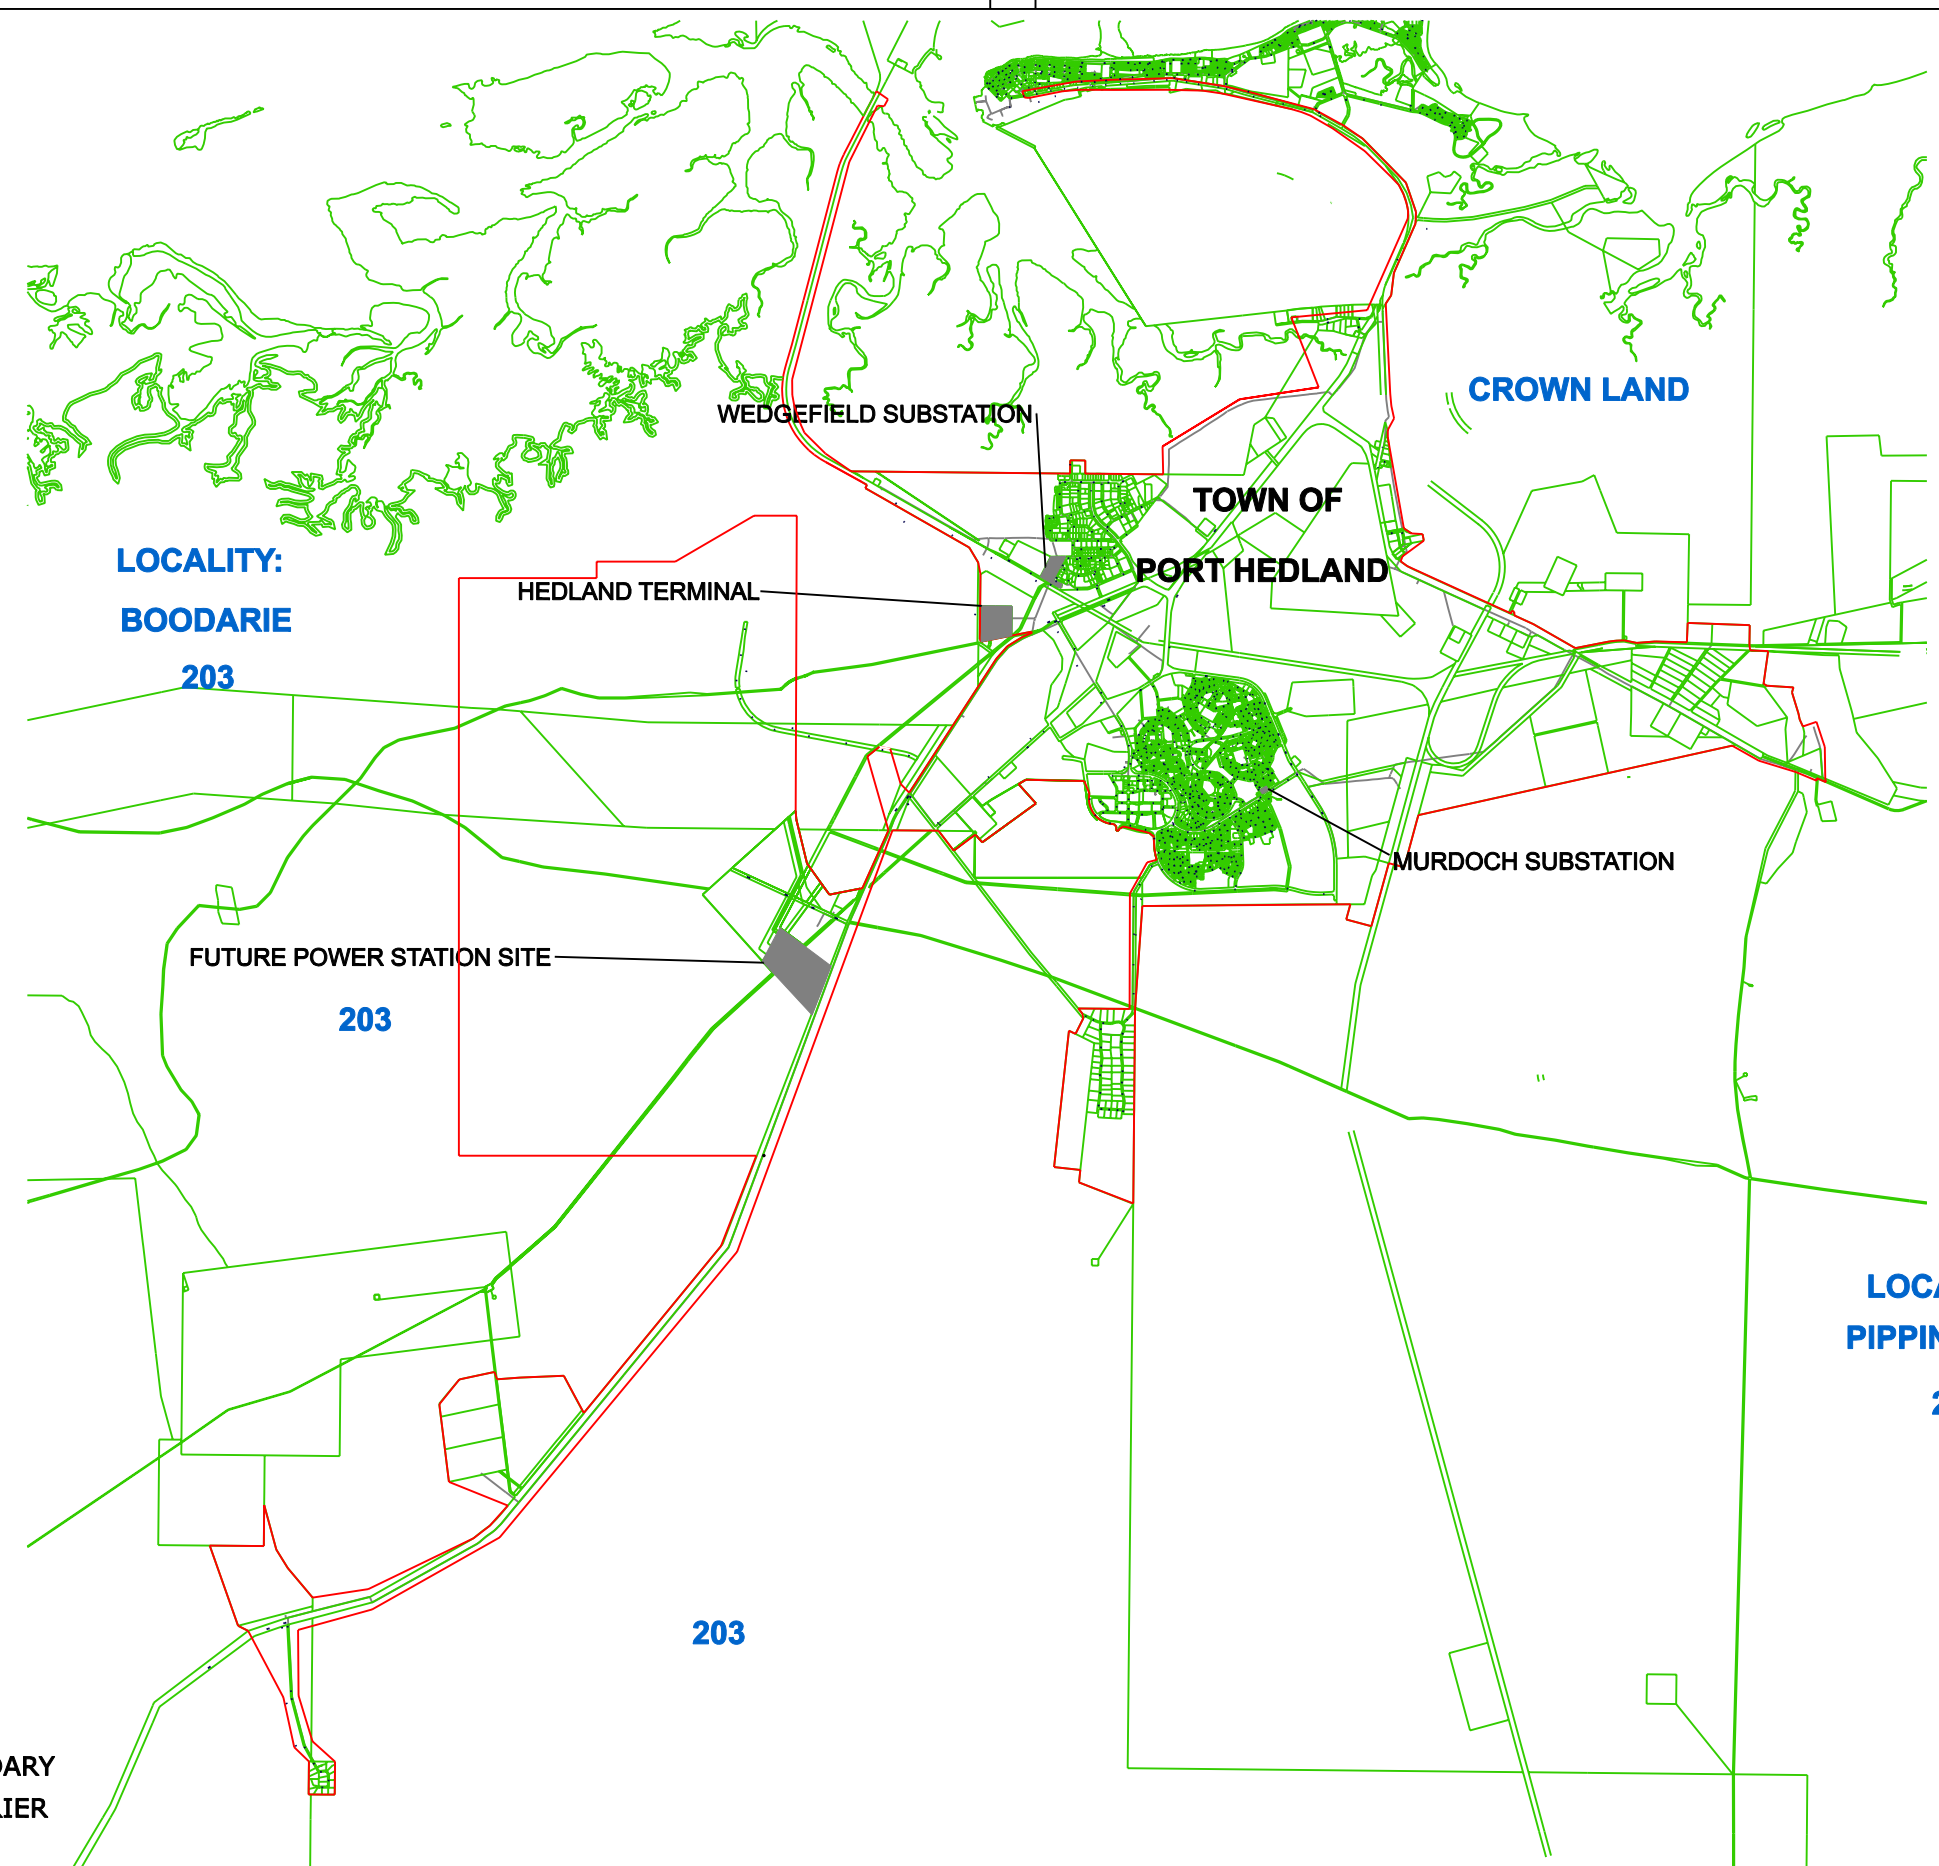 CROWN LAND
WEDGEFIELD SUBSTATION
TOWN OF
PORT HEDLAND
LOCALITY:
BOODARIE
203
HEDLAND TERMINAL
MURDOCH SUBSTATION
FUTURE POWER STATION SITE
203
203